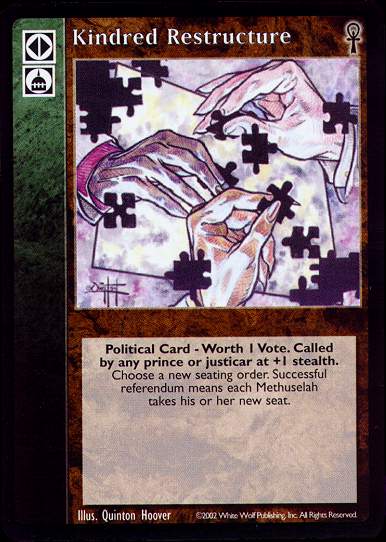 Kindred Restructure
Political Card - Worth 1 Vote. Called
by any prince or justicar at +1 stealth.
Choose a new seating order. Successful
referendum means each Methuselah
takes his or her new seat.
Illus. Quinton Hoover
©2002 White Wolf Publishing, Inc. All Rights Reserved.